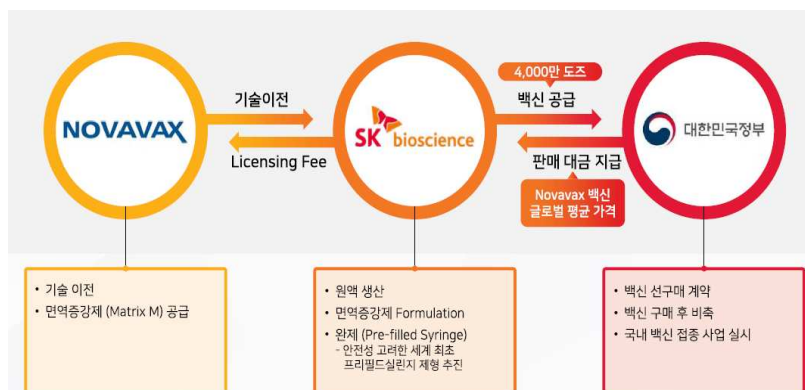 4,000만 도즈
기술이전
백신 공급
NOVAVAX
SK bioscience
대한민국정부
Licensing Fee
판매 대금 지급
Novavax 백신
글로벌 평균 가격
• 기술 이전
• 면역증강제 (Matrix M) 공급
• 원액 생산
• 면역증강제 Formulation
• 완제 (Pre-filled Syringe)
- 안전성 고려한 세계 최초
프리필드실린지 제형 추진
• 백신 선구매 계약
• 백신 구매 후 비축
• 국내 백신 접종 사업 실시